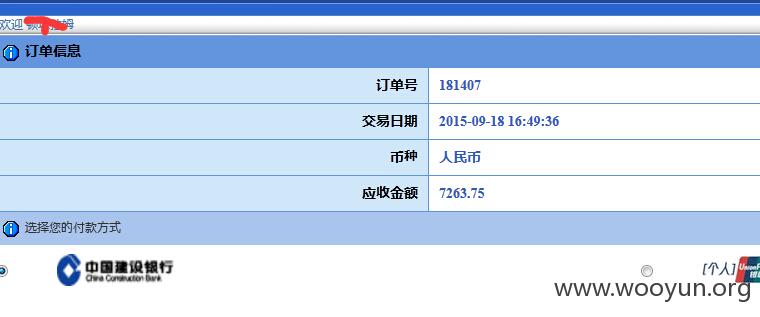 欢迎
订单信息
订单号 181407
交易日期 2015-09-18 16:49:36
币种 人民币
应收金额 7263.75
选择您的付款方式
中国建设银行 [个人]
China Construction Bank
www.wooyun.org